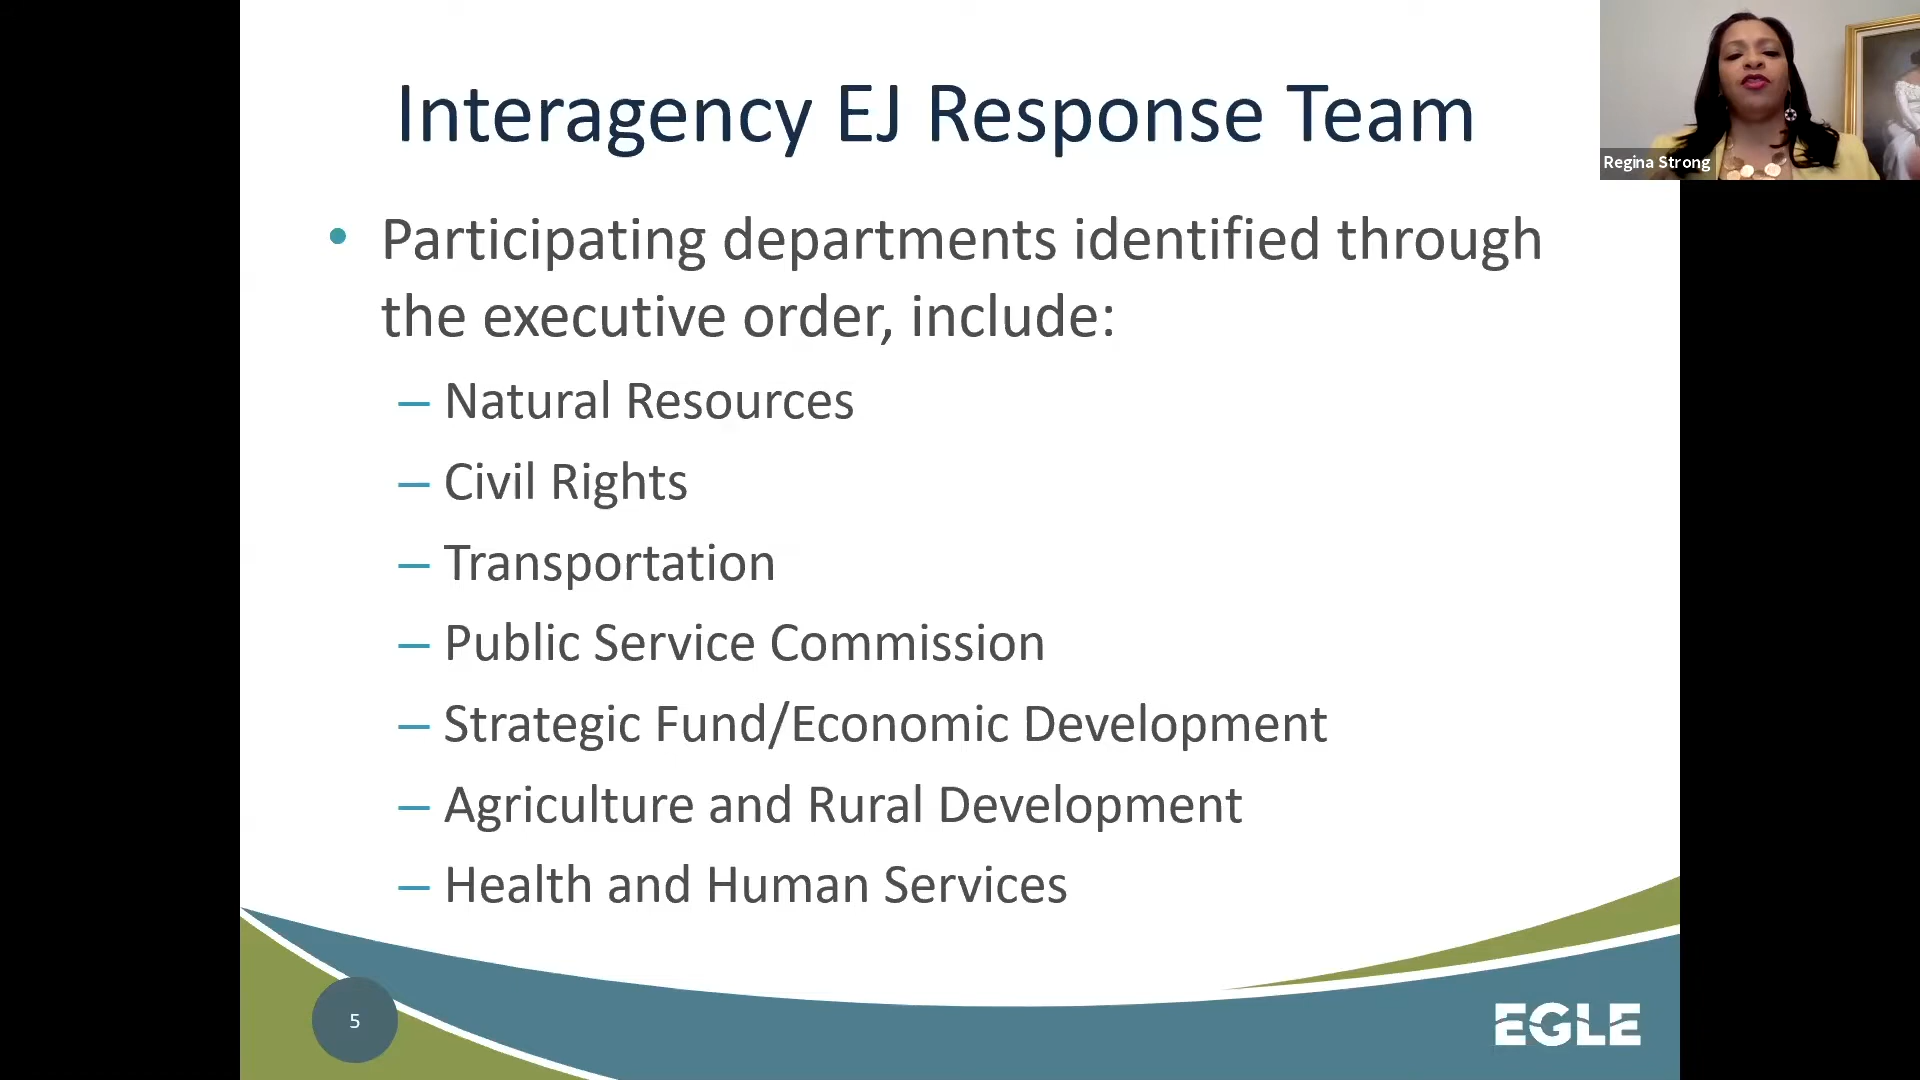 Interagency EJ Response Team
Regina Strong
• Participating departments identified through
the executive order, include:
– Natural Resources
– Civil Rights
– Transportation
– Public Service Commission
– Strategic Fund/Economic Development
– Agriculture and Rural Development
– Health and Human Services
5
EGLE